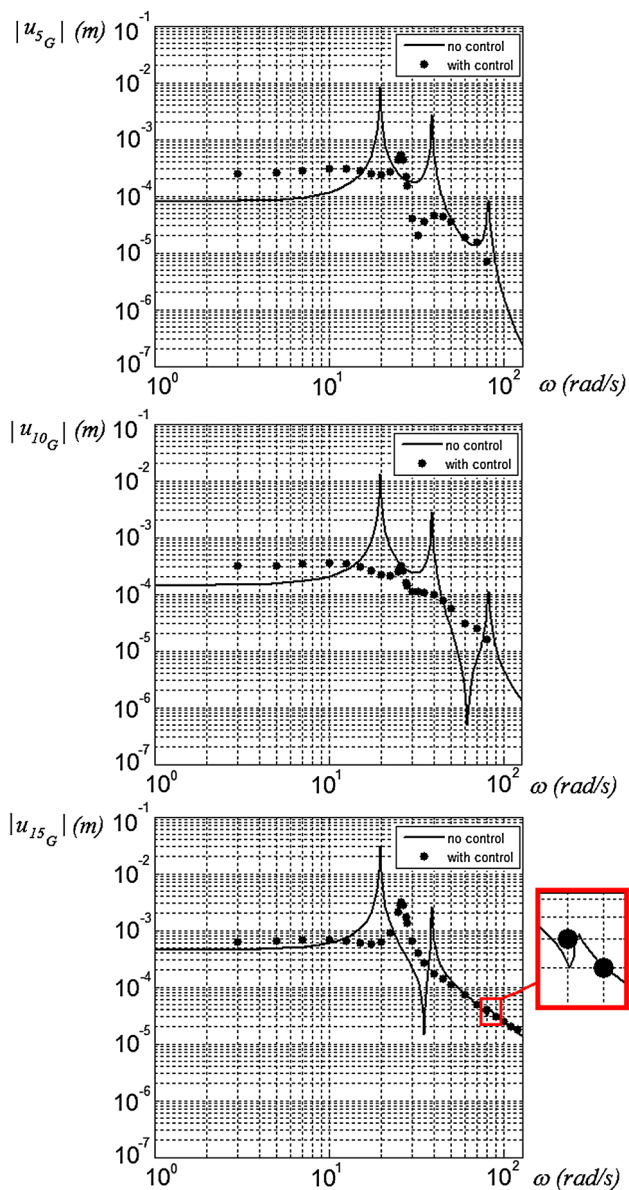 |u5G| (m)
10-1
no control
with control
10-2
10-3
10-4
10-5
10-6
10-7
100
101
102
ω (rad/s)
|u10G| (m)
10-1
no control
with control
10-2
10-3
10-4
10-5
10-6
10-7
100
101
102
ω (rad/s)
|u15G| (m)
10-1
no control
with control
10-2
10-3
10-4
10-5
10-6
10-7
100
101
102
ω (rad/s)